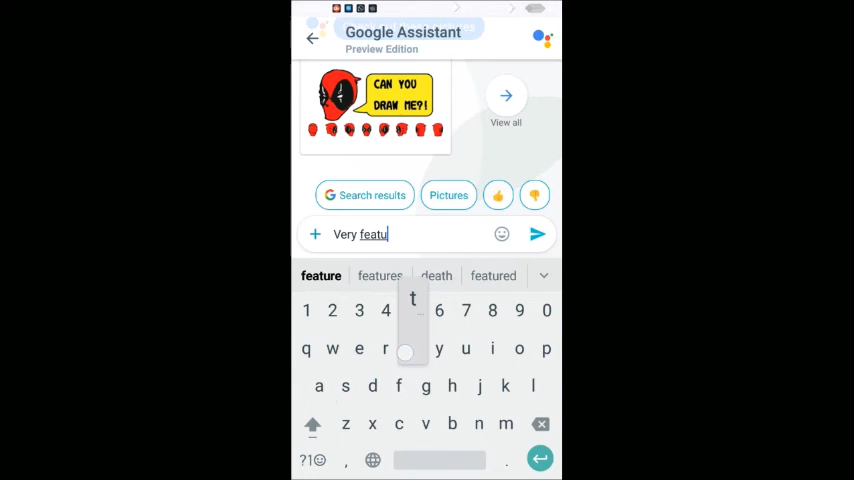 Google Assistant
Preview Edition
CAN YOU
DRAW ME?!
View all
Search results
Pictures
Very featu
feature
features
death
featured
1 2 3 4 6 7 8 9 0
t
q w e r y u i o p
a s d f g h j k l
z x c v b n m
?1☺ , .